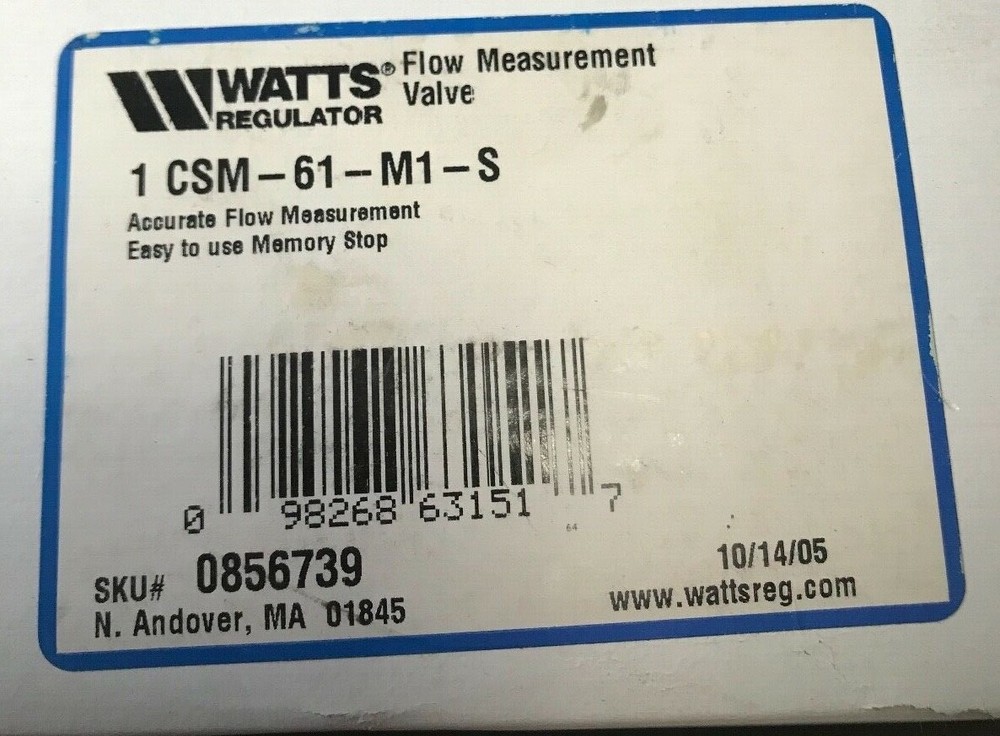 WATTS® Flow Measurement
REGULATOR Valve
1 CSM-61-M1-S
Accurate Flow Measurement
Easy to use Memory Stop
0 98268 63151 7
64
SKU# 0856739
10/14/05
N. Andover, MA 01845
www.wattsreg.com